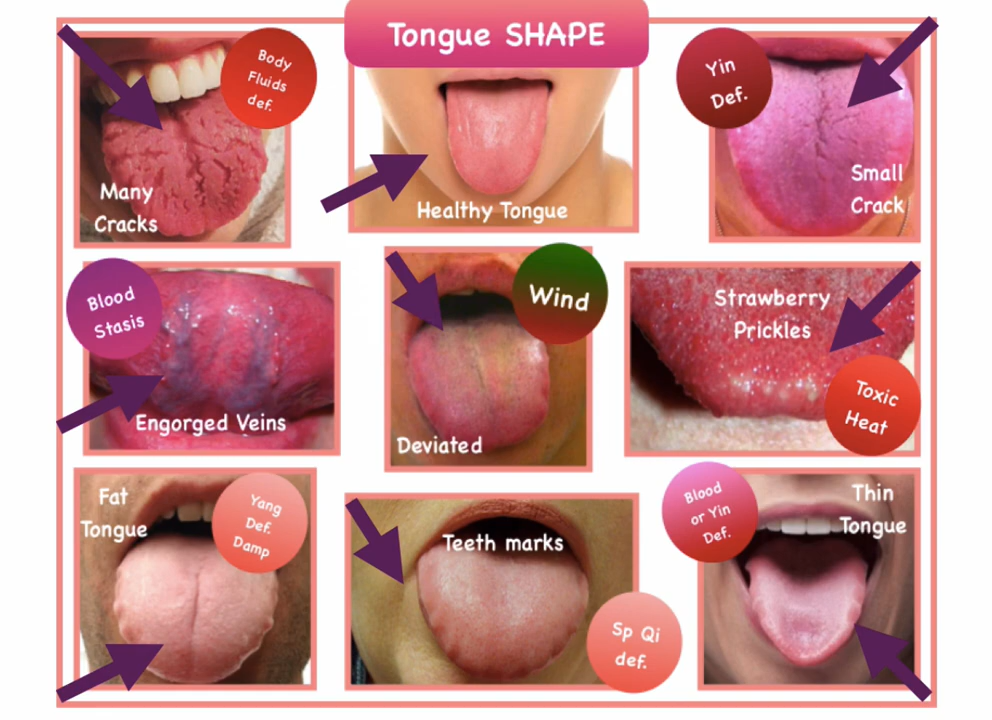 Tongue SHAPE
Body
Fluids
def.
Many
Cracks
Healthy Tongue
Yin
Def.
Small
Crack
Blood
Stasis
Engorged Veins
Wind
Deviated
Strawberry
Prickles
Toxic
Heat
Fat
Tongue
Yang
Def.
Damp
Teeth marks
Sp Qi
def.
Blood
or Yin
Def.
Thin
Tongue